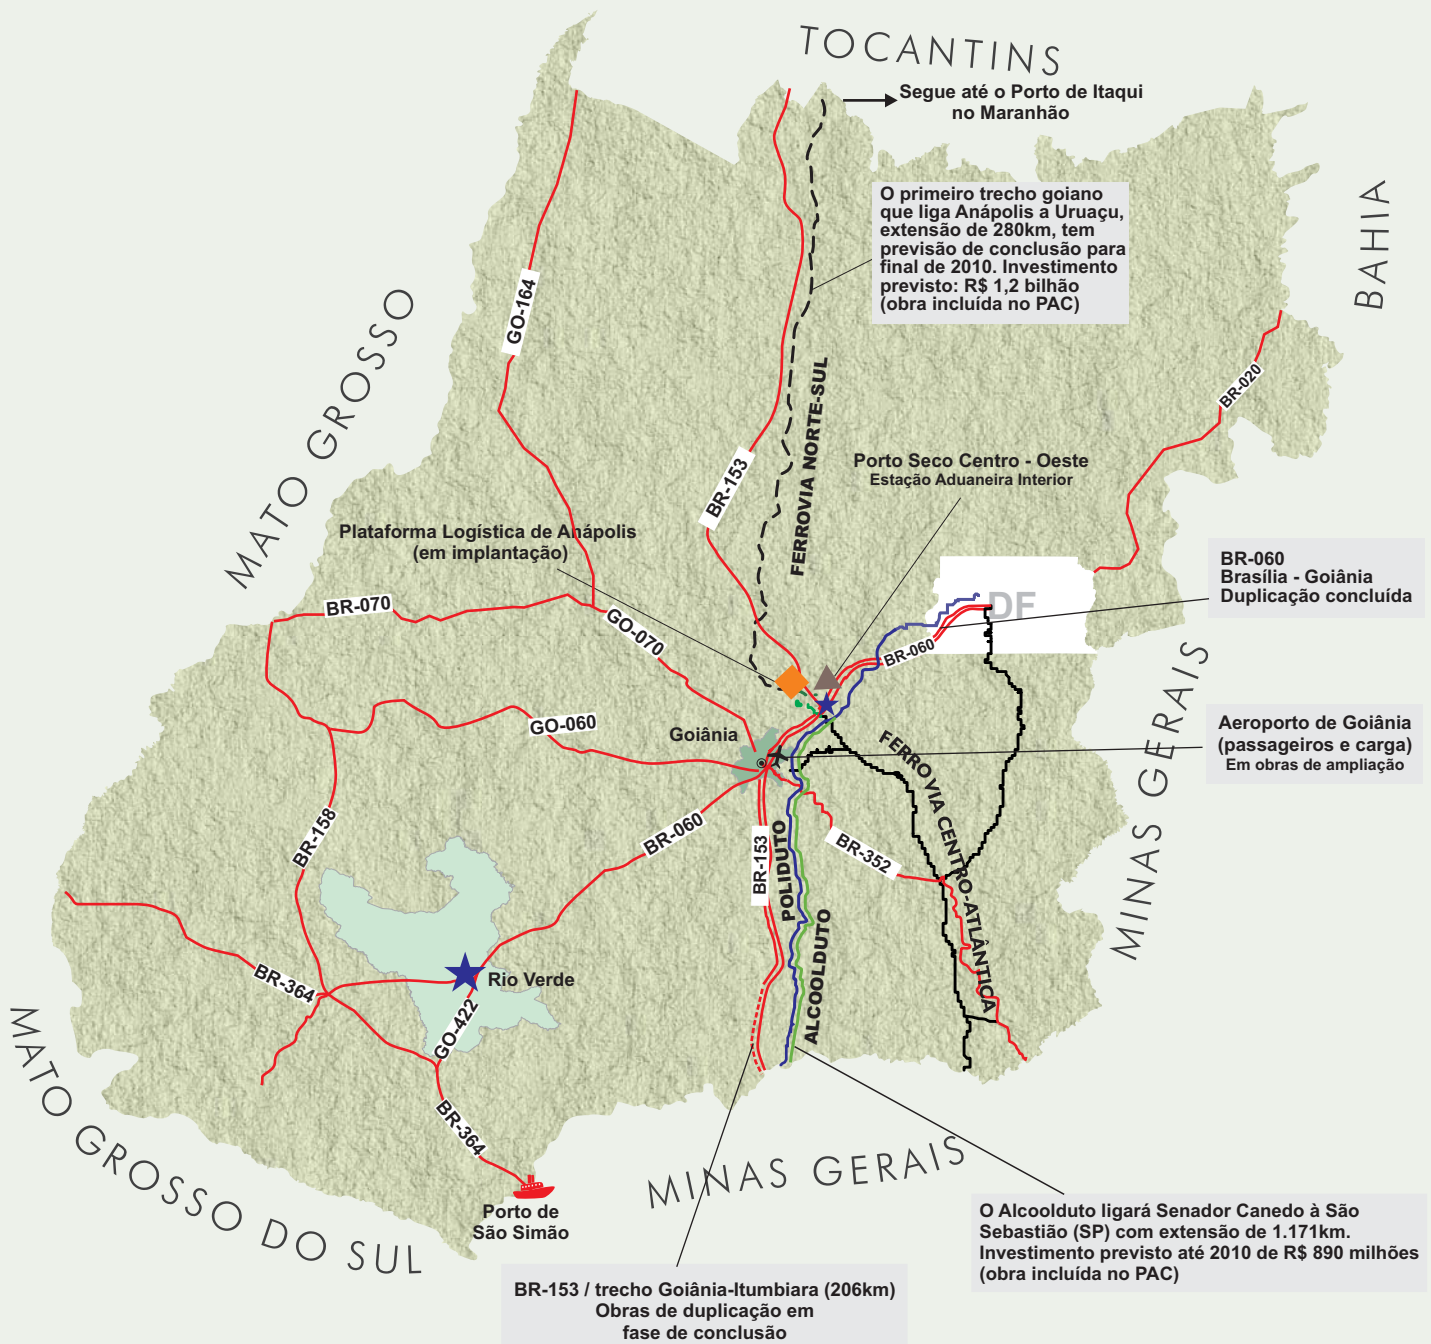 TOCANTINS
Segue até o Porto de Itaqui
no Maranhão
O primeiro trecho goiano
que liga Anápolis a Uruaçu,
extensão de 280km, tem
previsão de conclusão para
final de 2010. Investimento
previsto: R$ 1,2 bilhão
(obra incluída no PAC)
BAHIA
GO-164
MATO GROSSO
BR-020
FERROVIA NORTE-SUL
BR-153
Porto Seco Centro - Oeste
Estação Aduaneira Interior
Plataforma Logística de Anápolis
(em implantação)
BR-060
Brasília - Goiânia
Duplicação concluída
DF
BR-070
GO-070
BR-060
MINAS GERAIS
GO-060
Goiânia
Aeroporto de Goiânia
(passageiros e carga)
Em obras de ampliação
FERROVIA CENTRO-ATLÂNTICA
BR-158
BR-060
BR-153
POLIDUTO
BR-352
ALCOOLDUTO
BR-364
Rio Verde
GO-422
MATO GROSSO DO SUL
BR-364
MINAS GERAIS
Porto de
São Simão
O Alcoolduto ligará Senador Canedo à São
Sebastião (SP) com extensão de 1.171km.
Investimento previsto até 2010 de R$ 890 milhões
(obra incluída no PAC)
BR-153 / trecho Goiânia-Itumbiara (206km)
Obras de duplicação em
fase de conclusão